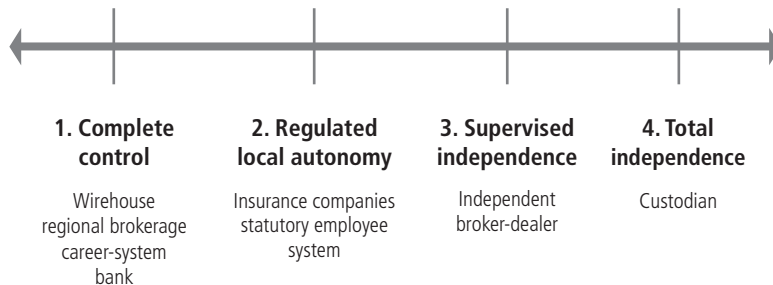 1. Complete
control
Wirehouse
regional brokerage
career-system
bank
2. Regulated
local autonomy
Insurance companies
statutory employee
system
3. Supervised
independence
Independent
broker-dealer
4. Total
independence
Custodian